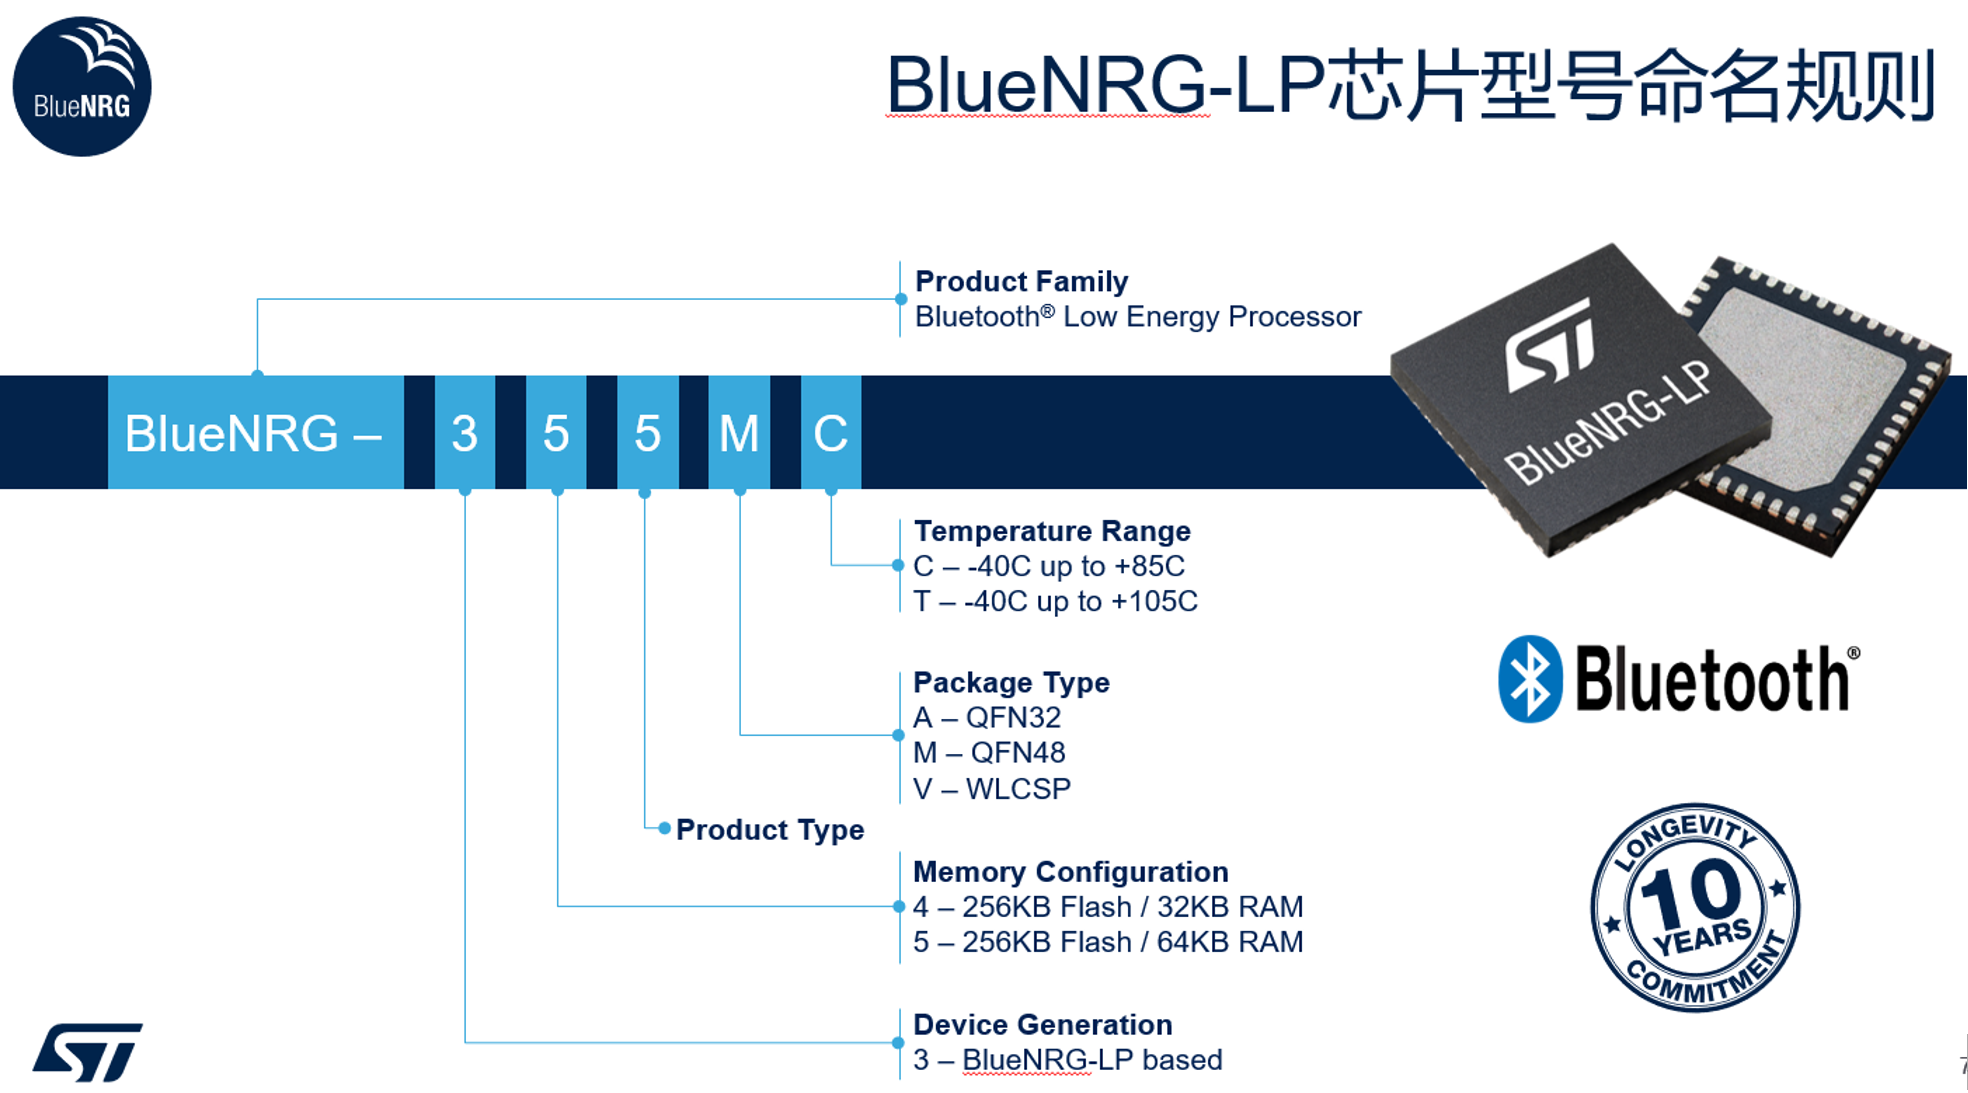 BlueNRG
BlueNRG-LP芯片型号命名规则
Product Family
Bluetooth® Low Energy Processor
BlueNRG – 3 5 5 M C
ST
BlueNRG-LP
Temperature Range
C – -40C up to +85C
T – -40C up to +105C
Package Type
A – QFN32
M – QFN48
V – WLCSP
Bluetooth®
Product Type
Memory Configuration
4 – 256KB Flash / 32KB RAM
5 – 256KB Flash / 64KB RAM
LONGEVITY
10
YEARS
COMMITMENT
Device Generation
3 – BlueNRG-LP based
ST